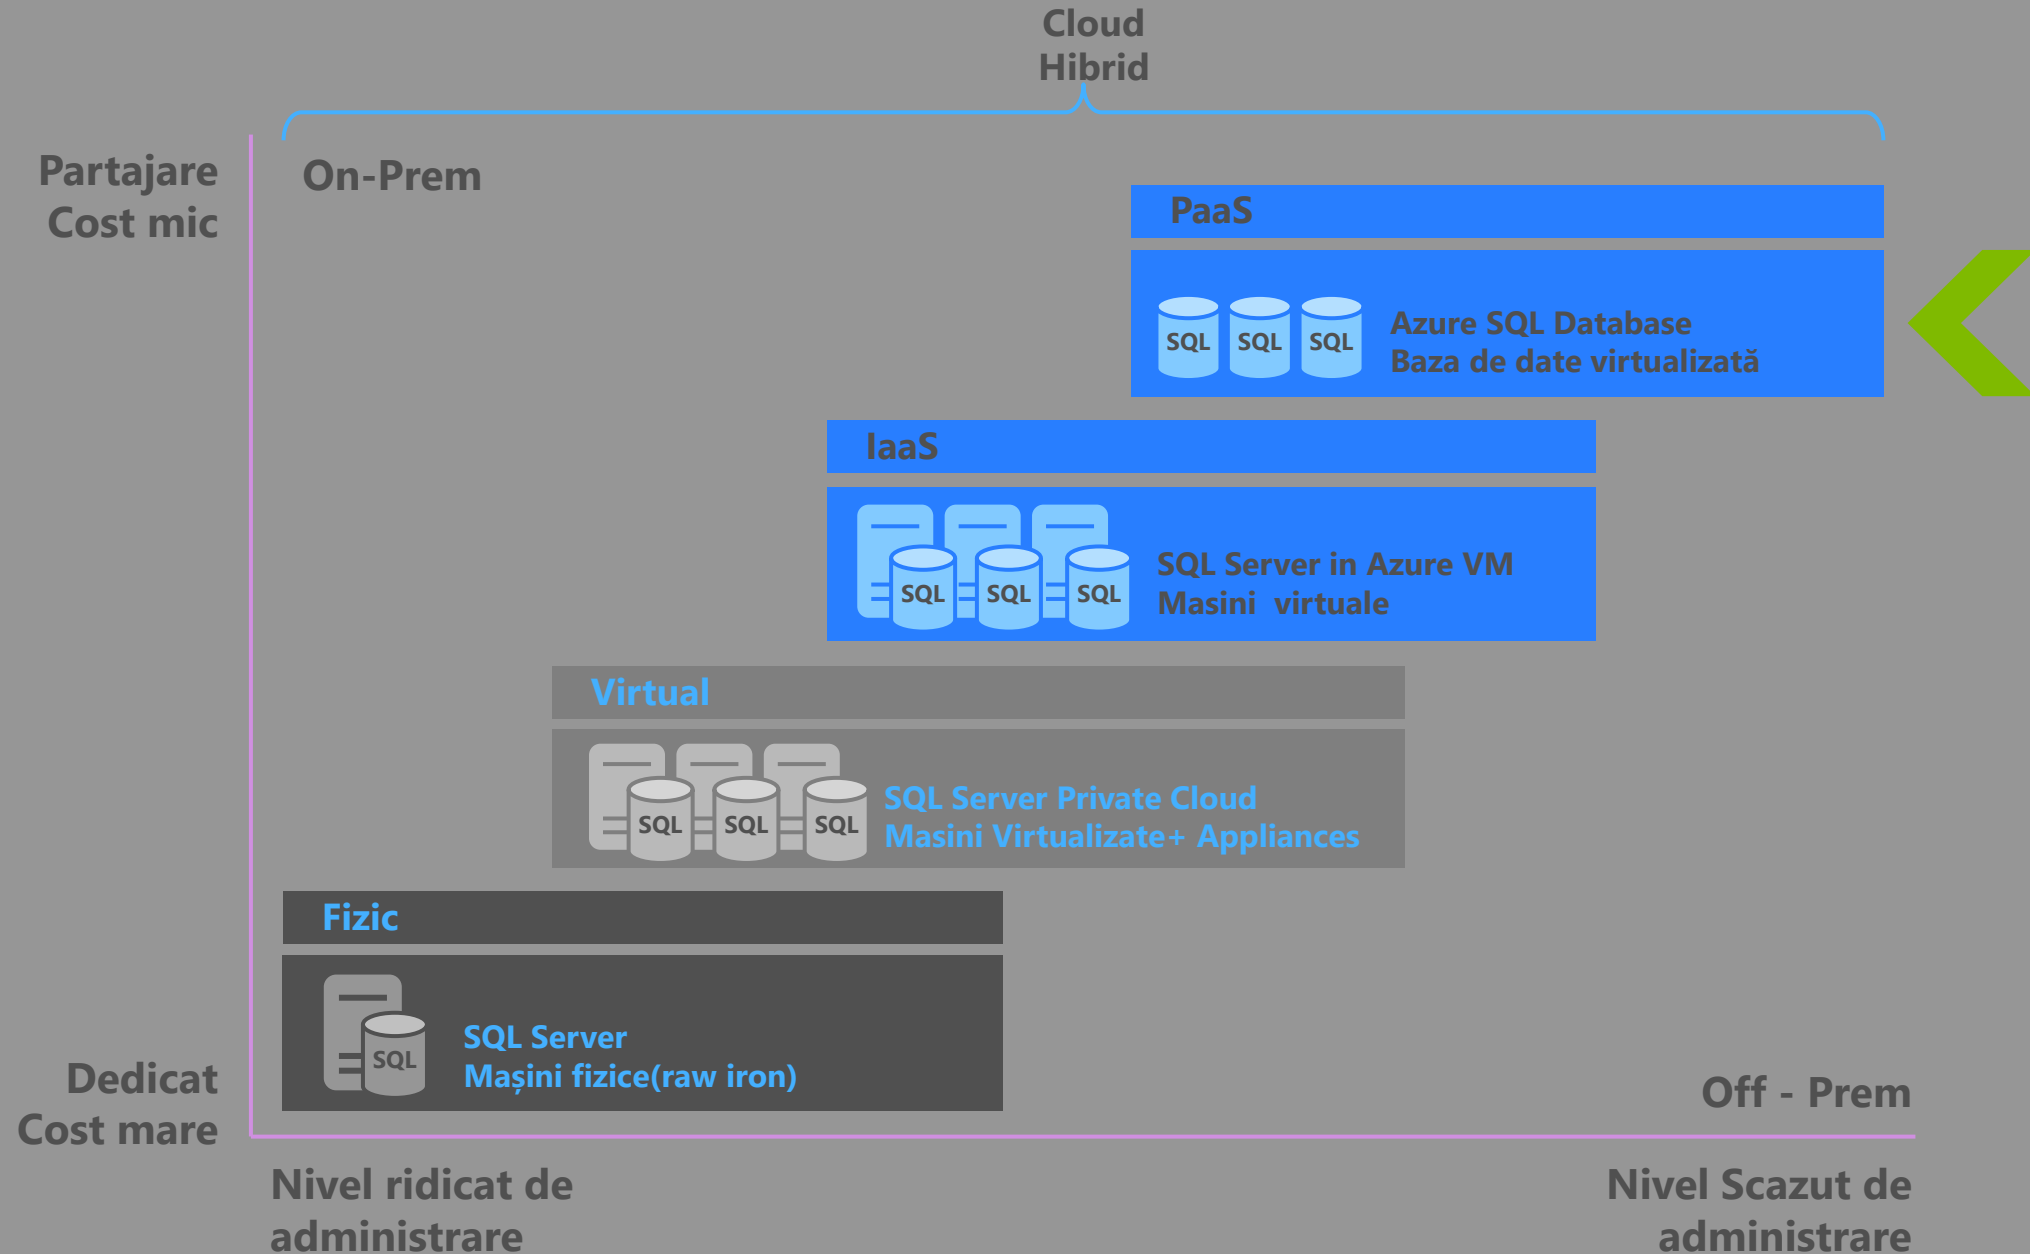 Cloud
Hibrid
Partajare
Cost mic
On-Prem
PaaS
SQL SQL SQL
Azure SQL Database
Baza de date virtualizată
IaaS
SQL SQL SQL
SQL Server in Azure VM
Masini virtuale
Virtual
SQL SQL SQL
SQL Server Private Cloud
Masini Virtualizate+ Appliances
Fizic
SQL
SQL Server
Mașini fizice(raw iron)
Dedicat
Cost mare
Off - Prem
Nivel ridicat de
administrare
Nivel Scazut de
administrare